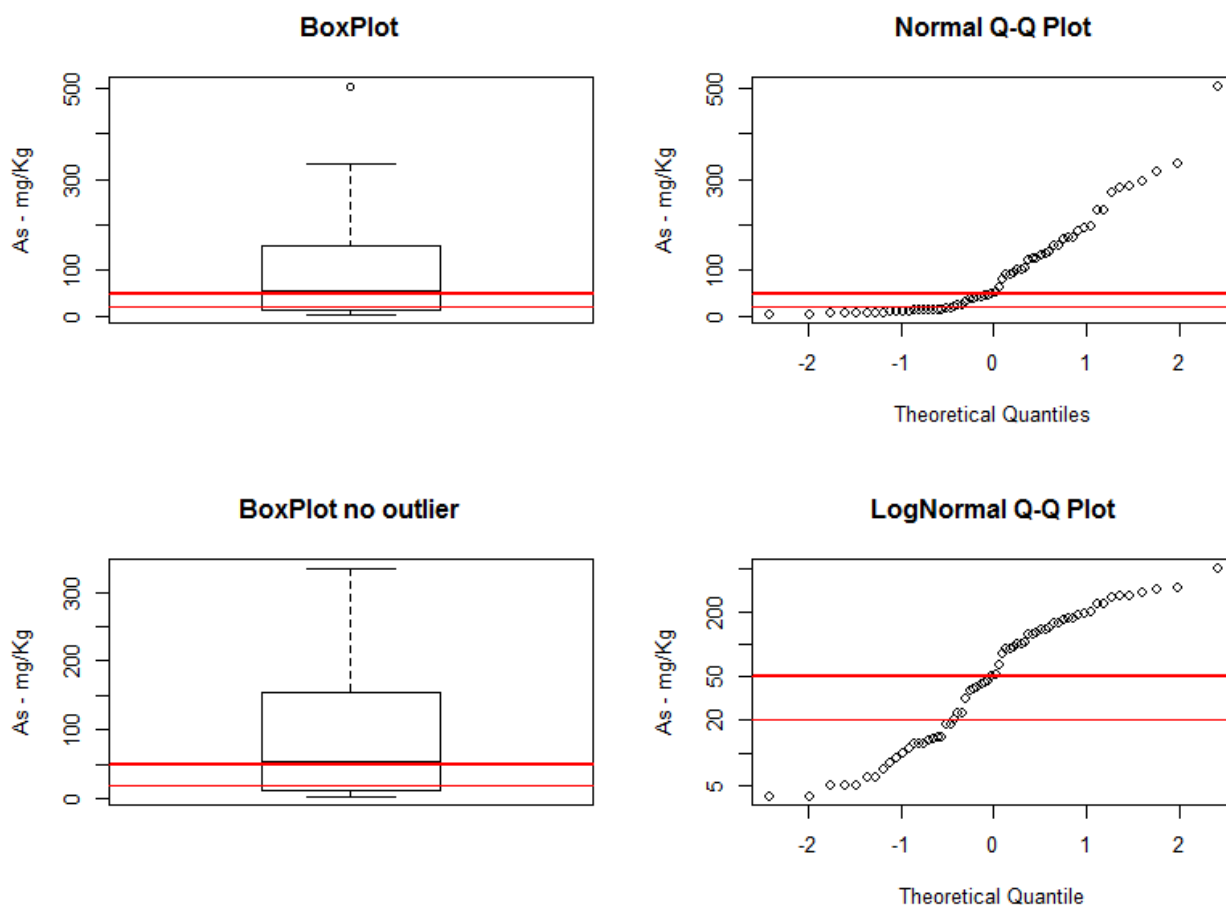 BoxPlot
As - mg/Kg
500
300
100
0
Normal Q-Q Plot
As - mg/Kg
500
300
100
0
-2 -1 0 1 2
Theoretical Quantiles
BoxPlot no outlier
As - mg/Kg
300
200
100
0
LogNormal Q-Q Plot
As - mg/Kg
200
50
20
5
-2 -1 0 1 2
Theoretical Quantile